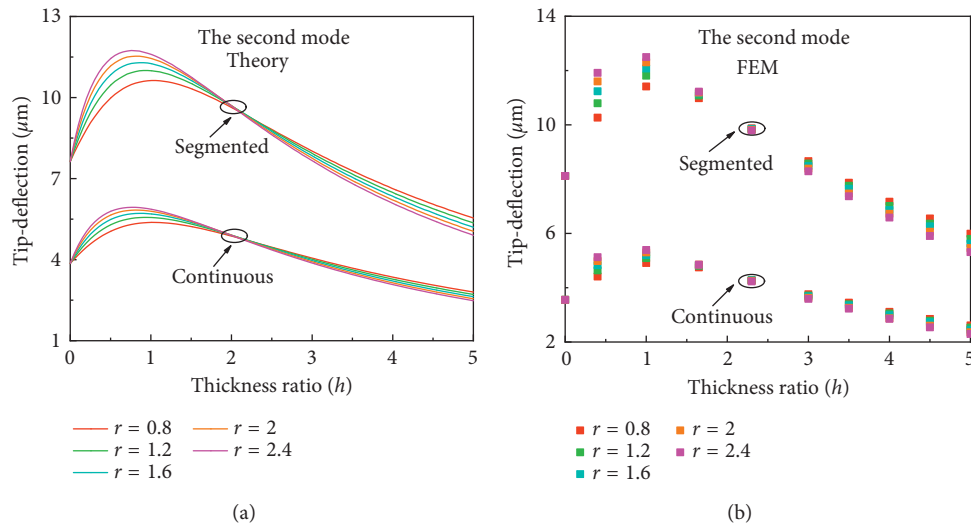 13
10
7
4
1
Tip-deflection (μm)
The second mode
Theory
Segmented
Continuous
0 1 2 3 4 5
Thickness ratio (h)
r = 0.8
r = 1.2
r = 1.6
r = 2
r = 2.4
(a)
14
10
6
2
Tip-deflection (μm)
The second mode
FEM
Segmented
Continuous
0 1 2 3 4 5
Thickness ratio (h)
r = 0.8
r = 1.2
r = 1.6
r = 2
r = 2.4
(b)